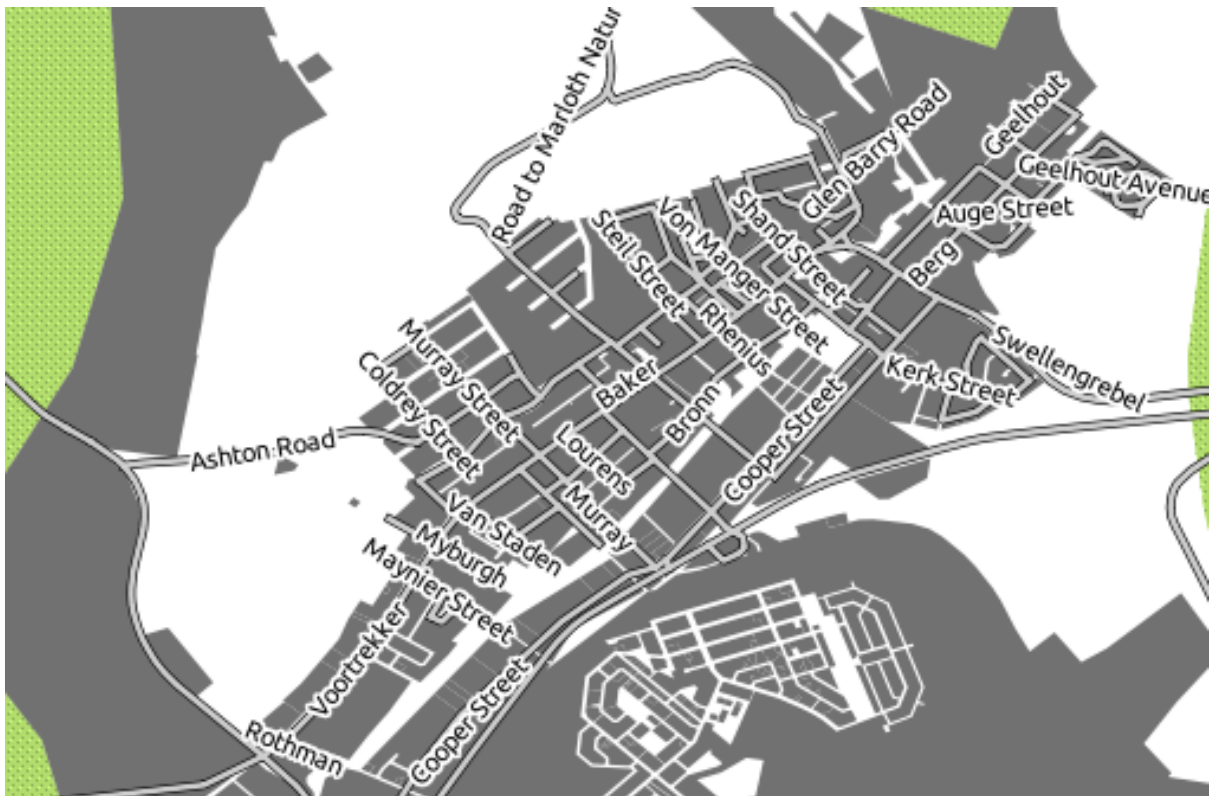 Road to Marloth Natur
Glen Barry Road
Geelhout
Geelhout Avenue
Auge Street
Berg
Shand Street
Von Manger Street
Steil Street
Rhenius
Swellengrebel
Kerk Street
Murray Street
Coldrey Street
Baker
Bronn
Lourens
Cooper Street
Ashton Road
Murray
Van Staden
Myburgh
Maynier Street
Voortrekker
Cooper Street
Rothman